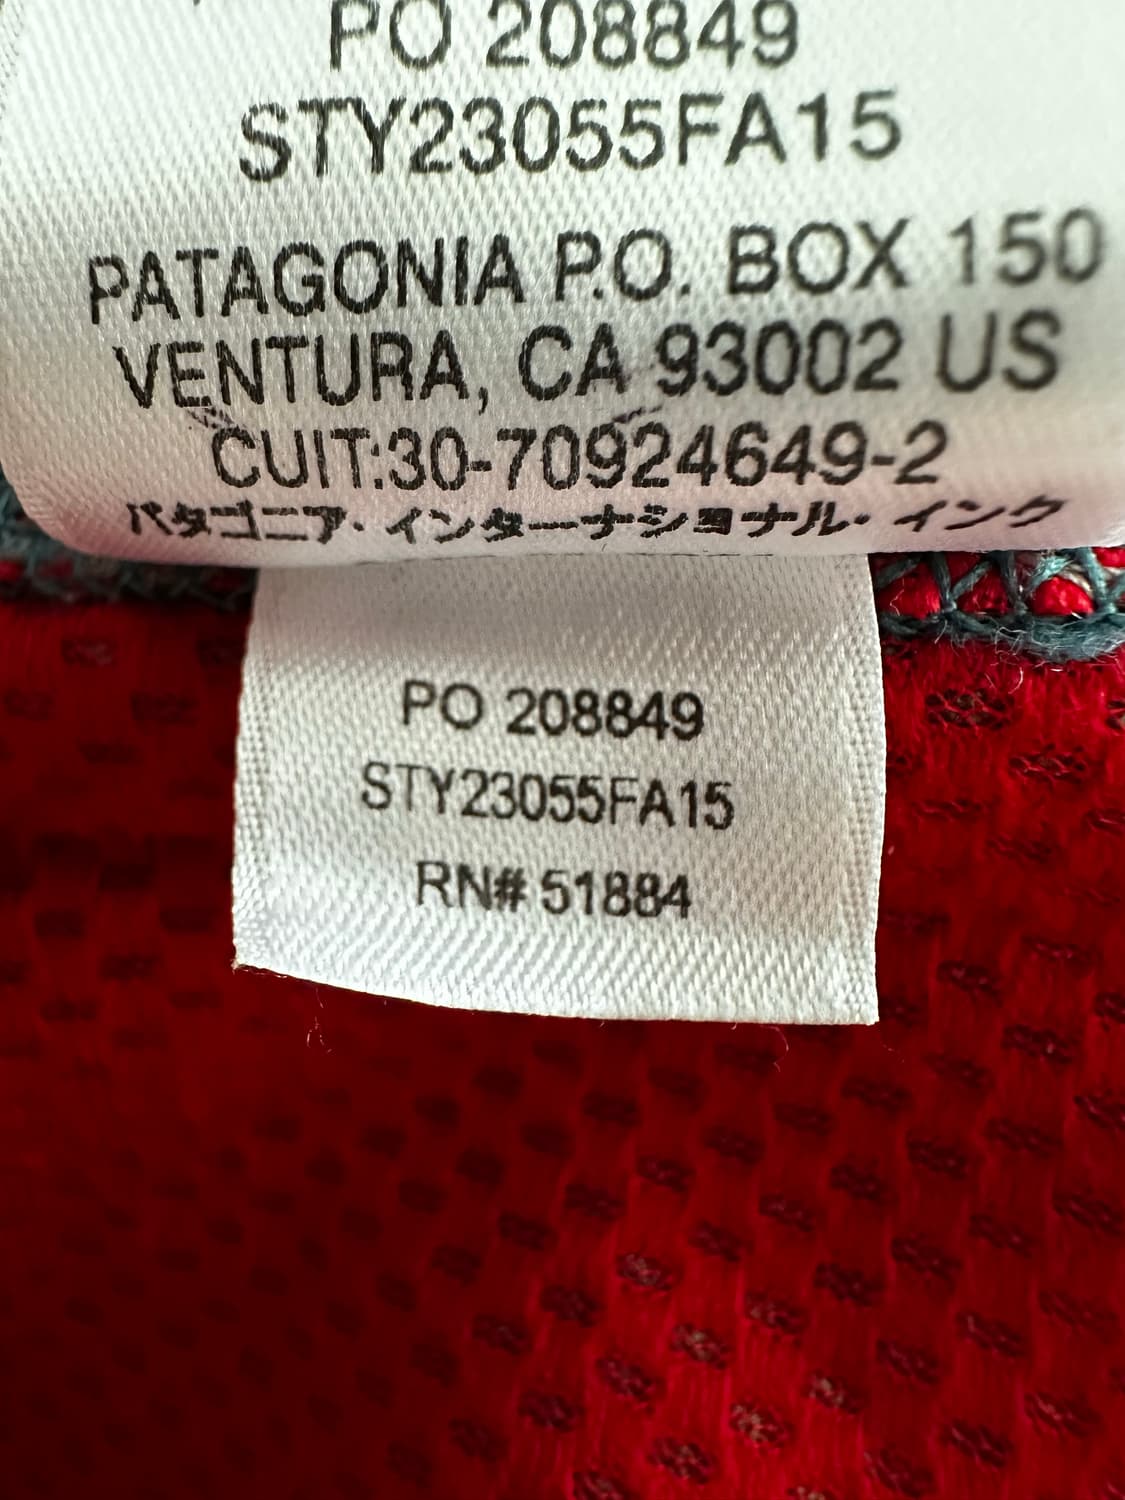 PO 208849
STY23055FA15
PATAGONIA P.O. BOX 150
VENTURA, CA 93002 US
CUIT:30-70924649-2
パタゴニア・インターナショナル・インク
PO 208849
STY23055FA15
RN# 51884